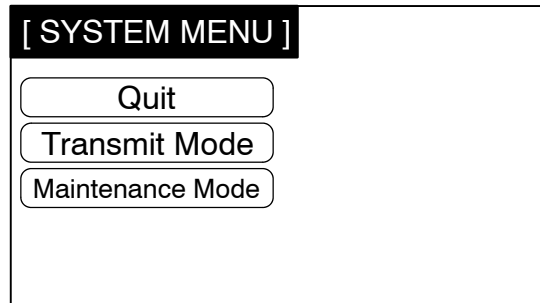 [ SYSTEM MENU ]
Quit
Transmit Mode
Maintenance Mode